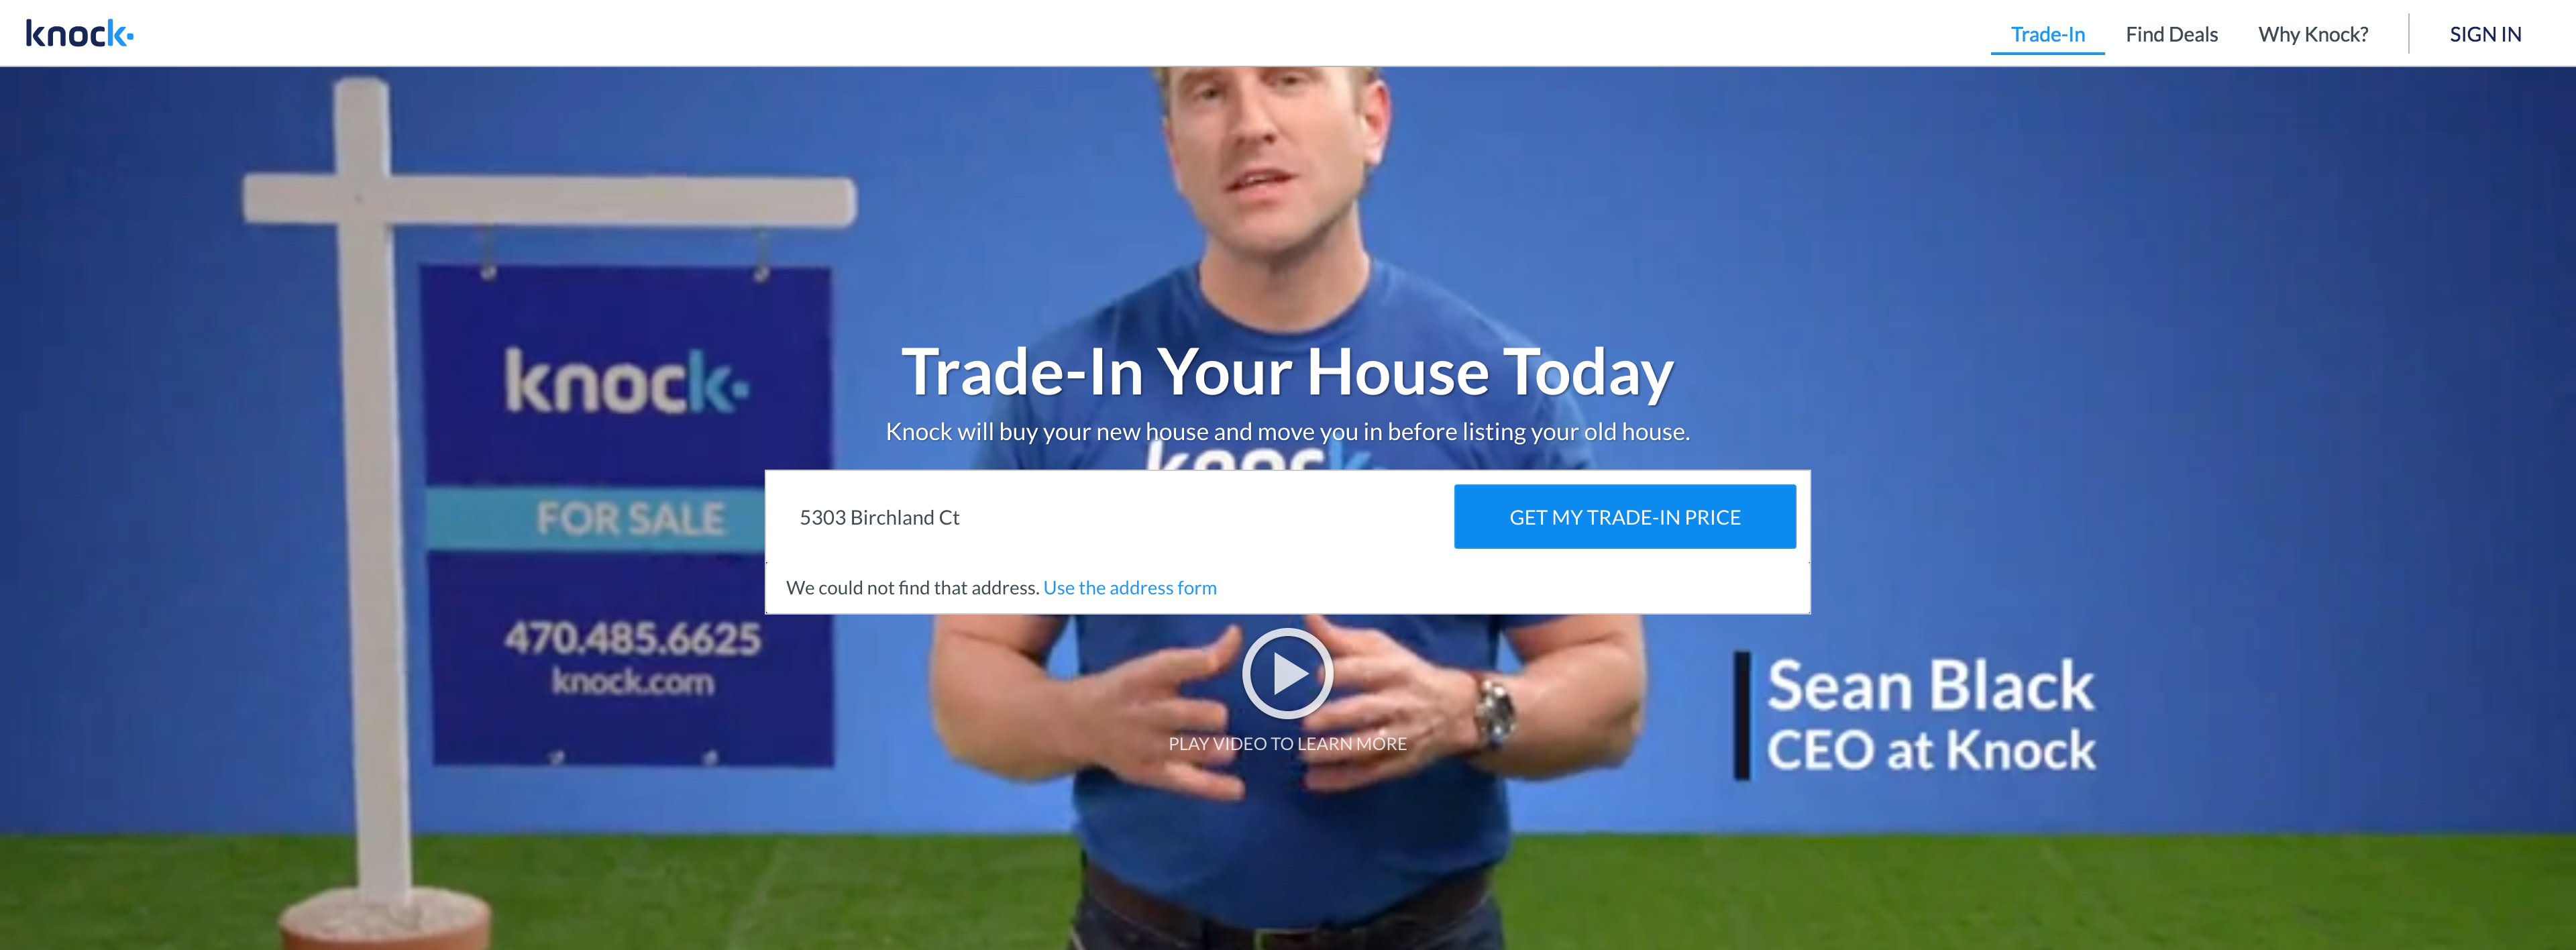 knock
Trade-In
Find Deals
Why Knock?
SIGN IN
knock
FOR SALE
470.485.6625
knock.com
Trade-In Your House Today
Knock will buy your new house and move you in before listing your old house.
knock
5303 Birchland Ct
GET MY TRADE-IN PRICE
We could not find that address. Use the address form
PLAY VIDEO TO LEARN MORE
Sean Black
CEO at Knock